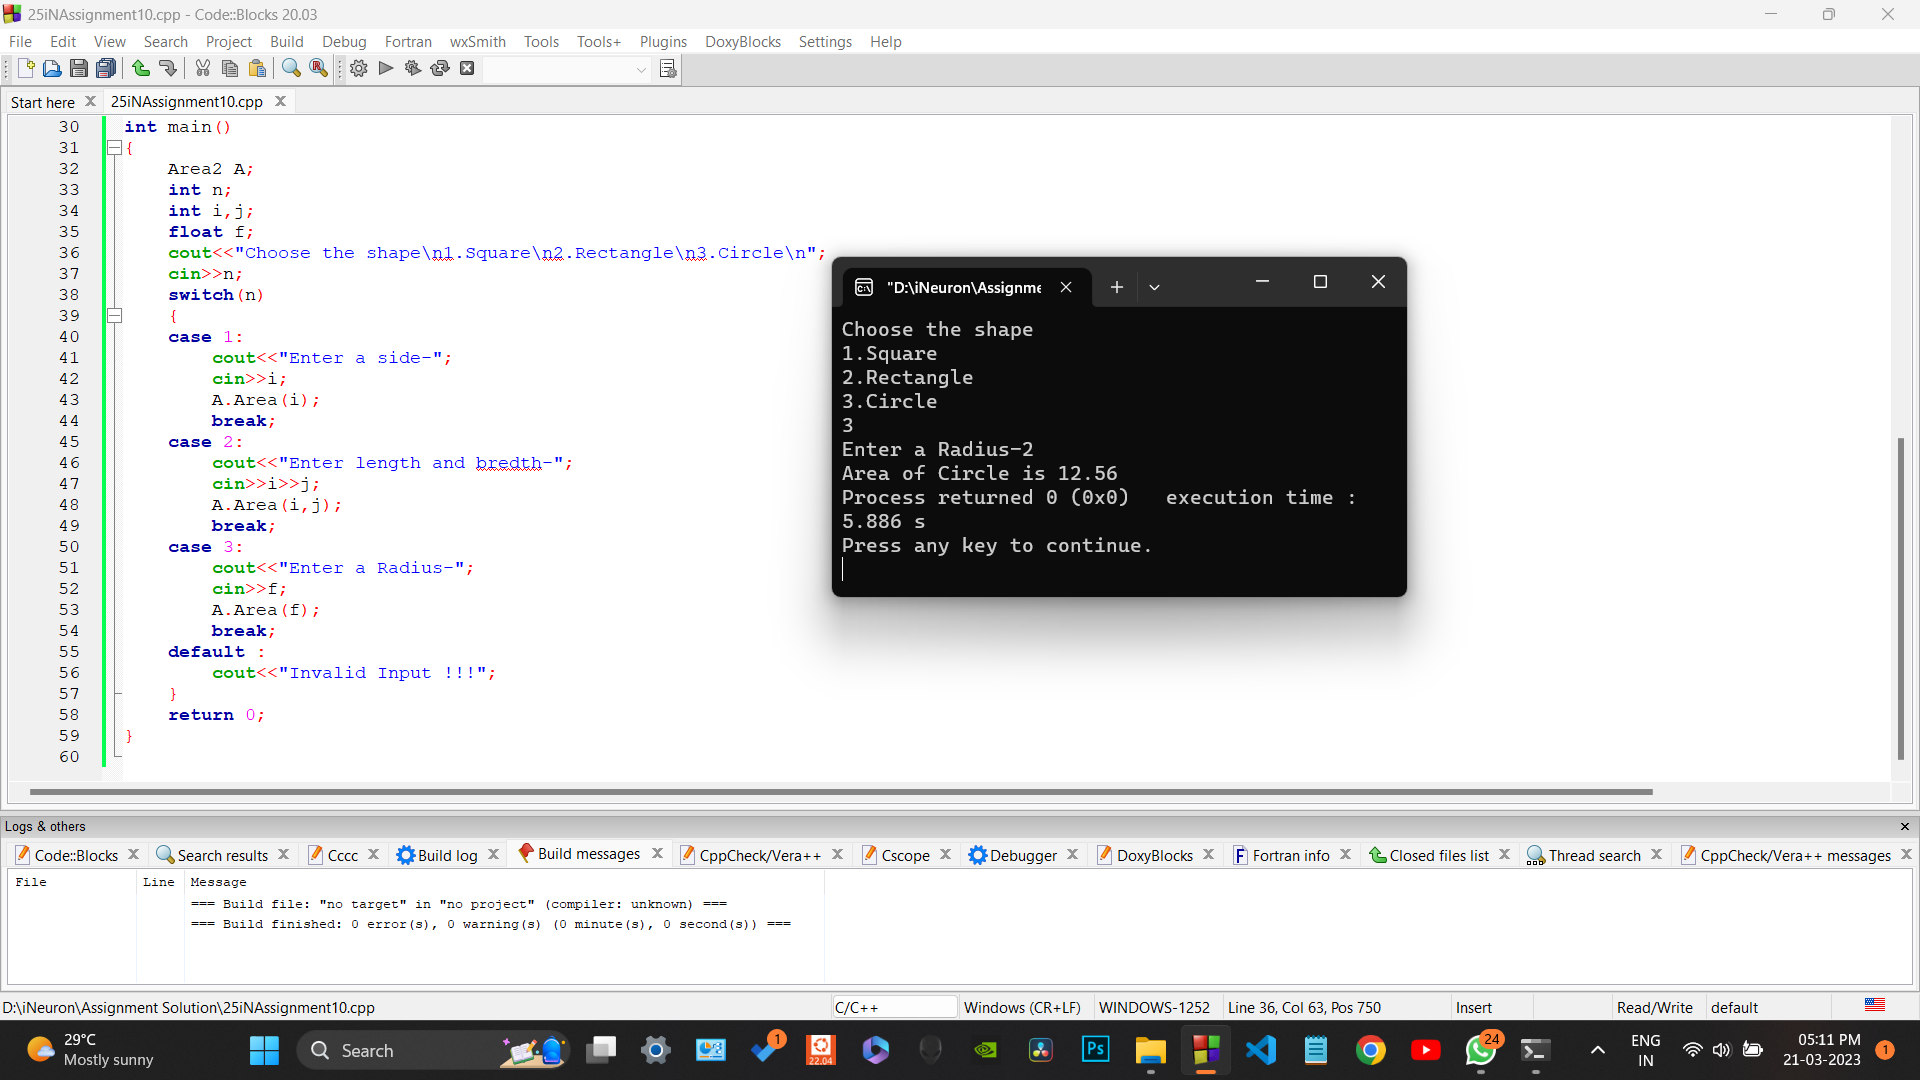 25iNAssignment10.cpp - Code::Blocks 20.03
File Edit View Search Project Build Debug Fortran wxSmith Tools Tools+ Plugins DoxyBlocks Settings Help
Start here 25iNAssignment10.cpp
30 int main()
31 {
32 Area2 A;
33 int n;
34 int i,j;
35 float f;
36 cout<<"Choose the shape\n1.Square\n2.Rectangle\n3.Circle\n";
37 cin>>n;
38 switch(n)
39 {
40 case 1:
41 cout<<"Enter a side-";
42 cin>>i;
43 A.Area(i);
44 break;
45 case 2:
46 cout<<"Enter length and bredth-";
47 cin>>i>>j;
48 A.Area(i,j);
49 break;
50 case 3:
51 cout<<"Enter a Radius-";
52 cin>>f;
53 A.Area(f);
54 break;
55 default :
56 cout<<"Invalid Input !!!";
57 }
58 return 0;
59 }
60
"D:\iNeuron\Assignme
Choose the shape
1.Square
2.Rectangle
3.Circle
3
Enter a Radius-2
Area of Circle is 12.56
Process returned 0 (0x0)   execution time :
5.886 s
Press any key to continue.
Logs & others
Code::Blocks Search results Cccc Build log Build messages CppCheck/Vera++ Cscope Debugger DoxyBlocks Fortran info Closed files list Thread search CppCheck/Vera++ messages
File Line Message
=== Build file: "no target" in "no project" (compiler: unknown) ===
=== Build finished: 0 error(s), 0 warning(s) (0 minute(s), 0 second(s)) ===
D:\iNeuron\Assignment Solution\25iNAssignment10.cpp C/C++ Windows (CR+LF) WINDOWS-1252 Line 36, Col 63, Pos 750 Insert Read/Write default
29°C
Mostly sunny
Search
1
22.04
Ps
24
ENG
IN
05:11 PM
21-03-2023
1